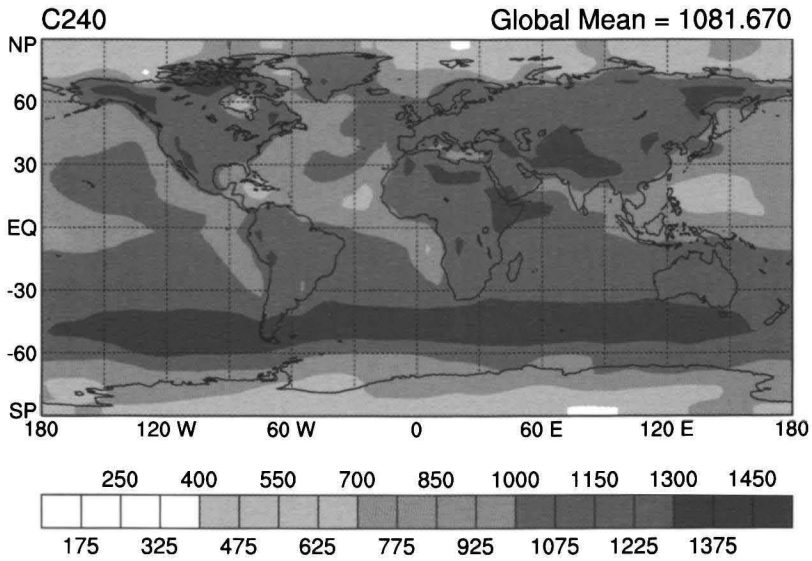 C240 Global Mean = 1081.670
NP
60
30
EQ
-30
-60
SP
180 120 W 60 W 0 60 E 120 E 180
250 400 550 700 850 1000 1150 1300 1450
175 325 475 625 775 925 1075 1225 1375